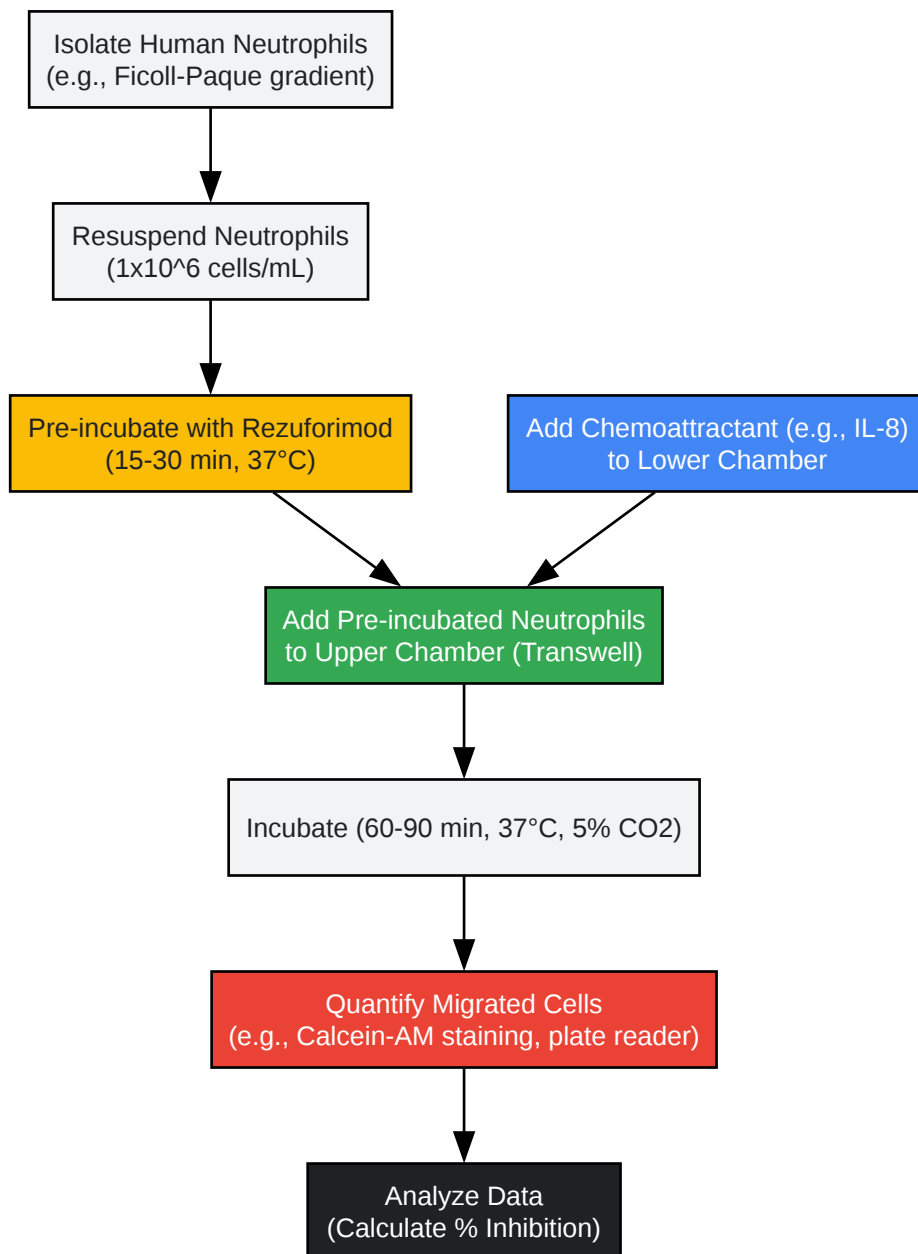 Isolate Human Neutrophils
(e.g., Ficoll-Paque gradient)
Resuspend Neutrophils
(1x10^6 cells/mL)
Pre-incubate with Rezuforimod
(15-30 min, 37°C)
Add Chemoattractant (e.g., IL-8)
to Lower Chamber
Add Pre-incubated Neutrophils
to Upper Chamber (Transwell)
Incubate (60-90 min, 37°C, 5% CO2)
Quantify Migrated Cells
(e.g., Calcein-AM staining, plate reader)
Analyze Data
(Calculate % Inhibition)